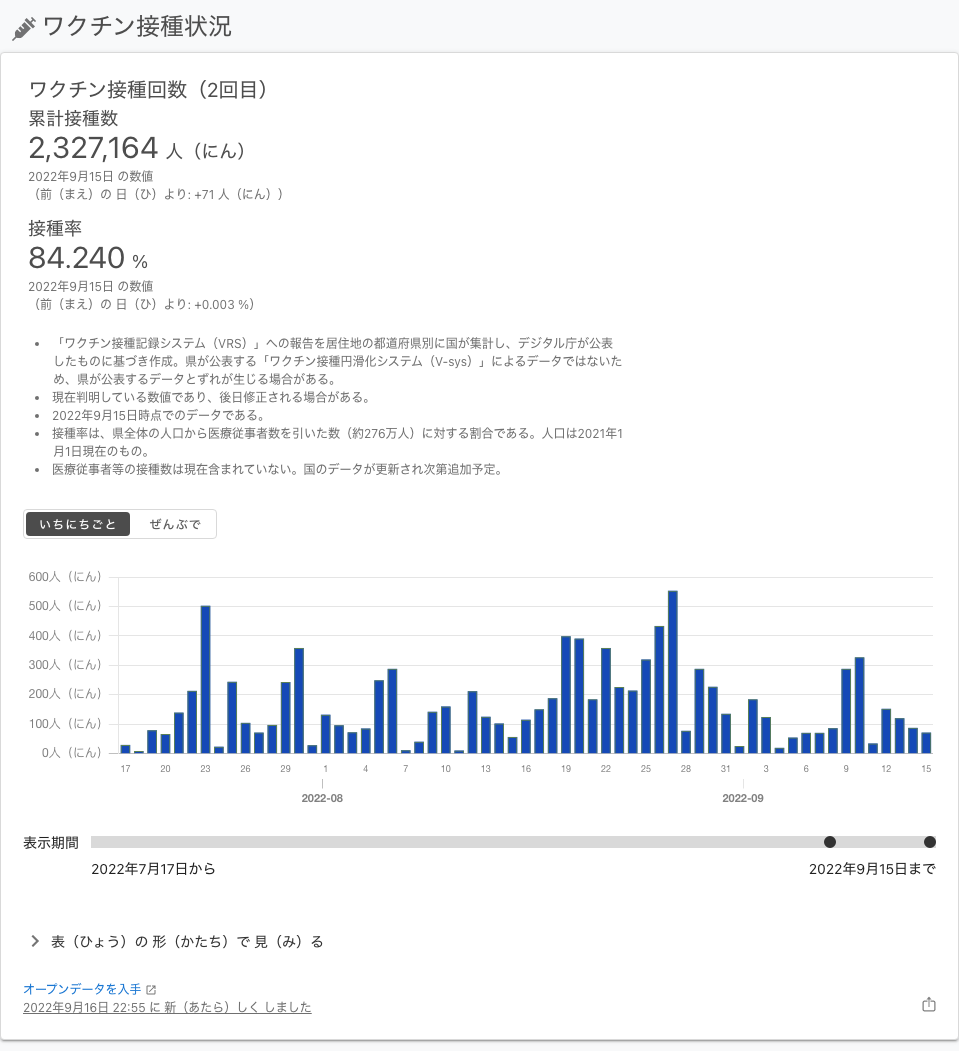 ワクチン接種状況
ワクチン接種回数（2回目）
累計接種数
2,327,164 人（にん）
2022年9月15日 の数値
（前（まえ）の 日（ひ）より: +71 人（にん））
接種率
84.240 %
2022年9月15日 の数値
（前（まえ）の 日（ひ）より: +0.003 %）
• 「ワクチン接種記録システム（VRS）」への報告を居住地の都道府県別に国が集計し、デジタル庁が公表
したものに基づき作成。県が公表する「ワクチン接種円滑化システム（V-sys）」によるデータではないた
め、県が公表するデータとずれが生じる場合がある。
• 現在判明している数値であり、後日修正される場合がある。
• 2022年9月15日時点でのデータである。
• 接種率は、県全体の人口から医療従事者数を引いた数（約276万人）に対する割合である。人口は2021年1
月1日現在のもの。
• 医療従事者等の接種数は現在含まれていない。国のデータが更新され次第追加予定。
いちにちごと ぜんぶで
600人（にん）
500人（にん）
400人（にん）
300人（にん）
200人（にん）
100人（にん）
0人（にん）
17 20 23 26 29 1 4 7 10 13 16 19 22 25 28 31 3 6 9 12 15
2022-08 2022-09
表示期間
2022年7月17日から 2022年9月15日まで
表（ひょう）の 形（かたち）で 見（み）る
オープンデータを入手
2022年9月16日 22:55 に 新（あたら）しく しました